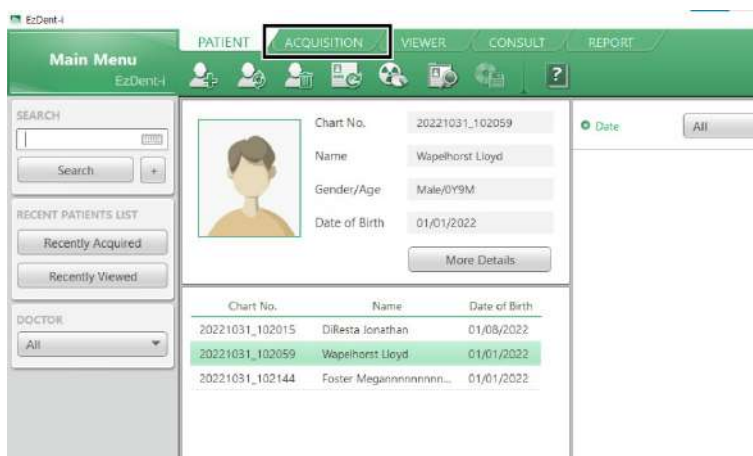 EzDent-i
Main Menu
EzDent-i
PATIENT ACQUISITION VIEWER CONSULT REPORT
?
SEARCH
Search +
RECENT PATIENTS LIST
Recently Acquired
Recently Viewed
DOCTOR
All
Chart No. 20221031_102059
Name Wapelhorst Lloyd
Gender/Age Male/0Y9M
Date of Birth 01/01/2022
More Details
Chart No. Name Date of Birth
20221031_102015 DiResta Jonathan 01/08/2022
20221031_102059 Wapelhorst Lloyd 01/01/2022
20221031_102144 Foster Megannnnnnnnn... 01/01/2022
Date All